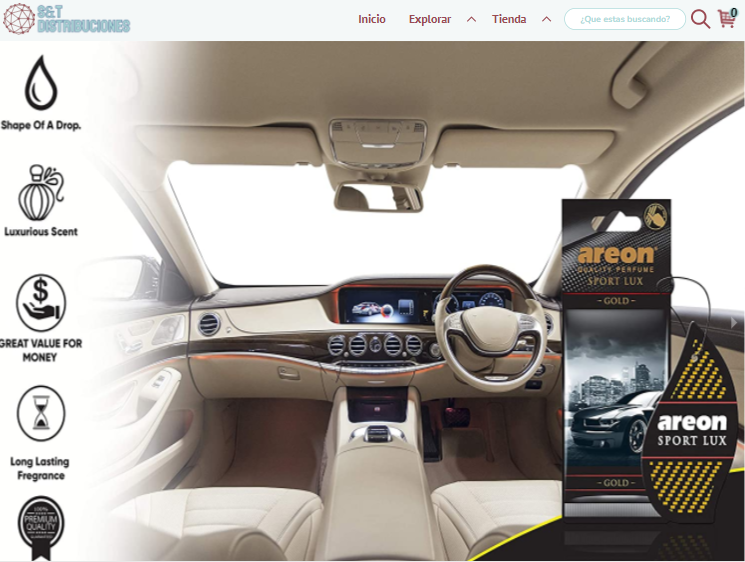 S&T
DISTRIBUCIONES
Inicio
Explorar
Tienda
¿Que estas buscando?
0
Shape Of A Drop.
Luxurious Scent
$
GREAT VALUE FOR
MONEY
Long Lasting
Fregrance
100%
PREMIUM
QUALITY
areon
QUALITY PERFUME
SPORT LUX
- GOLD -
areon
SPORT LUX
- GOLD -